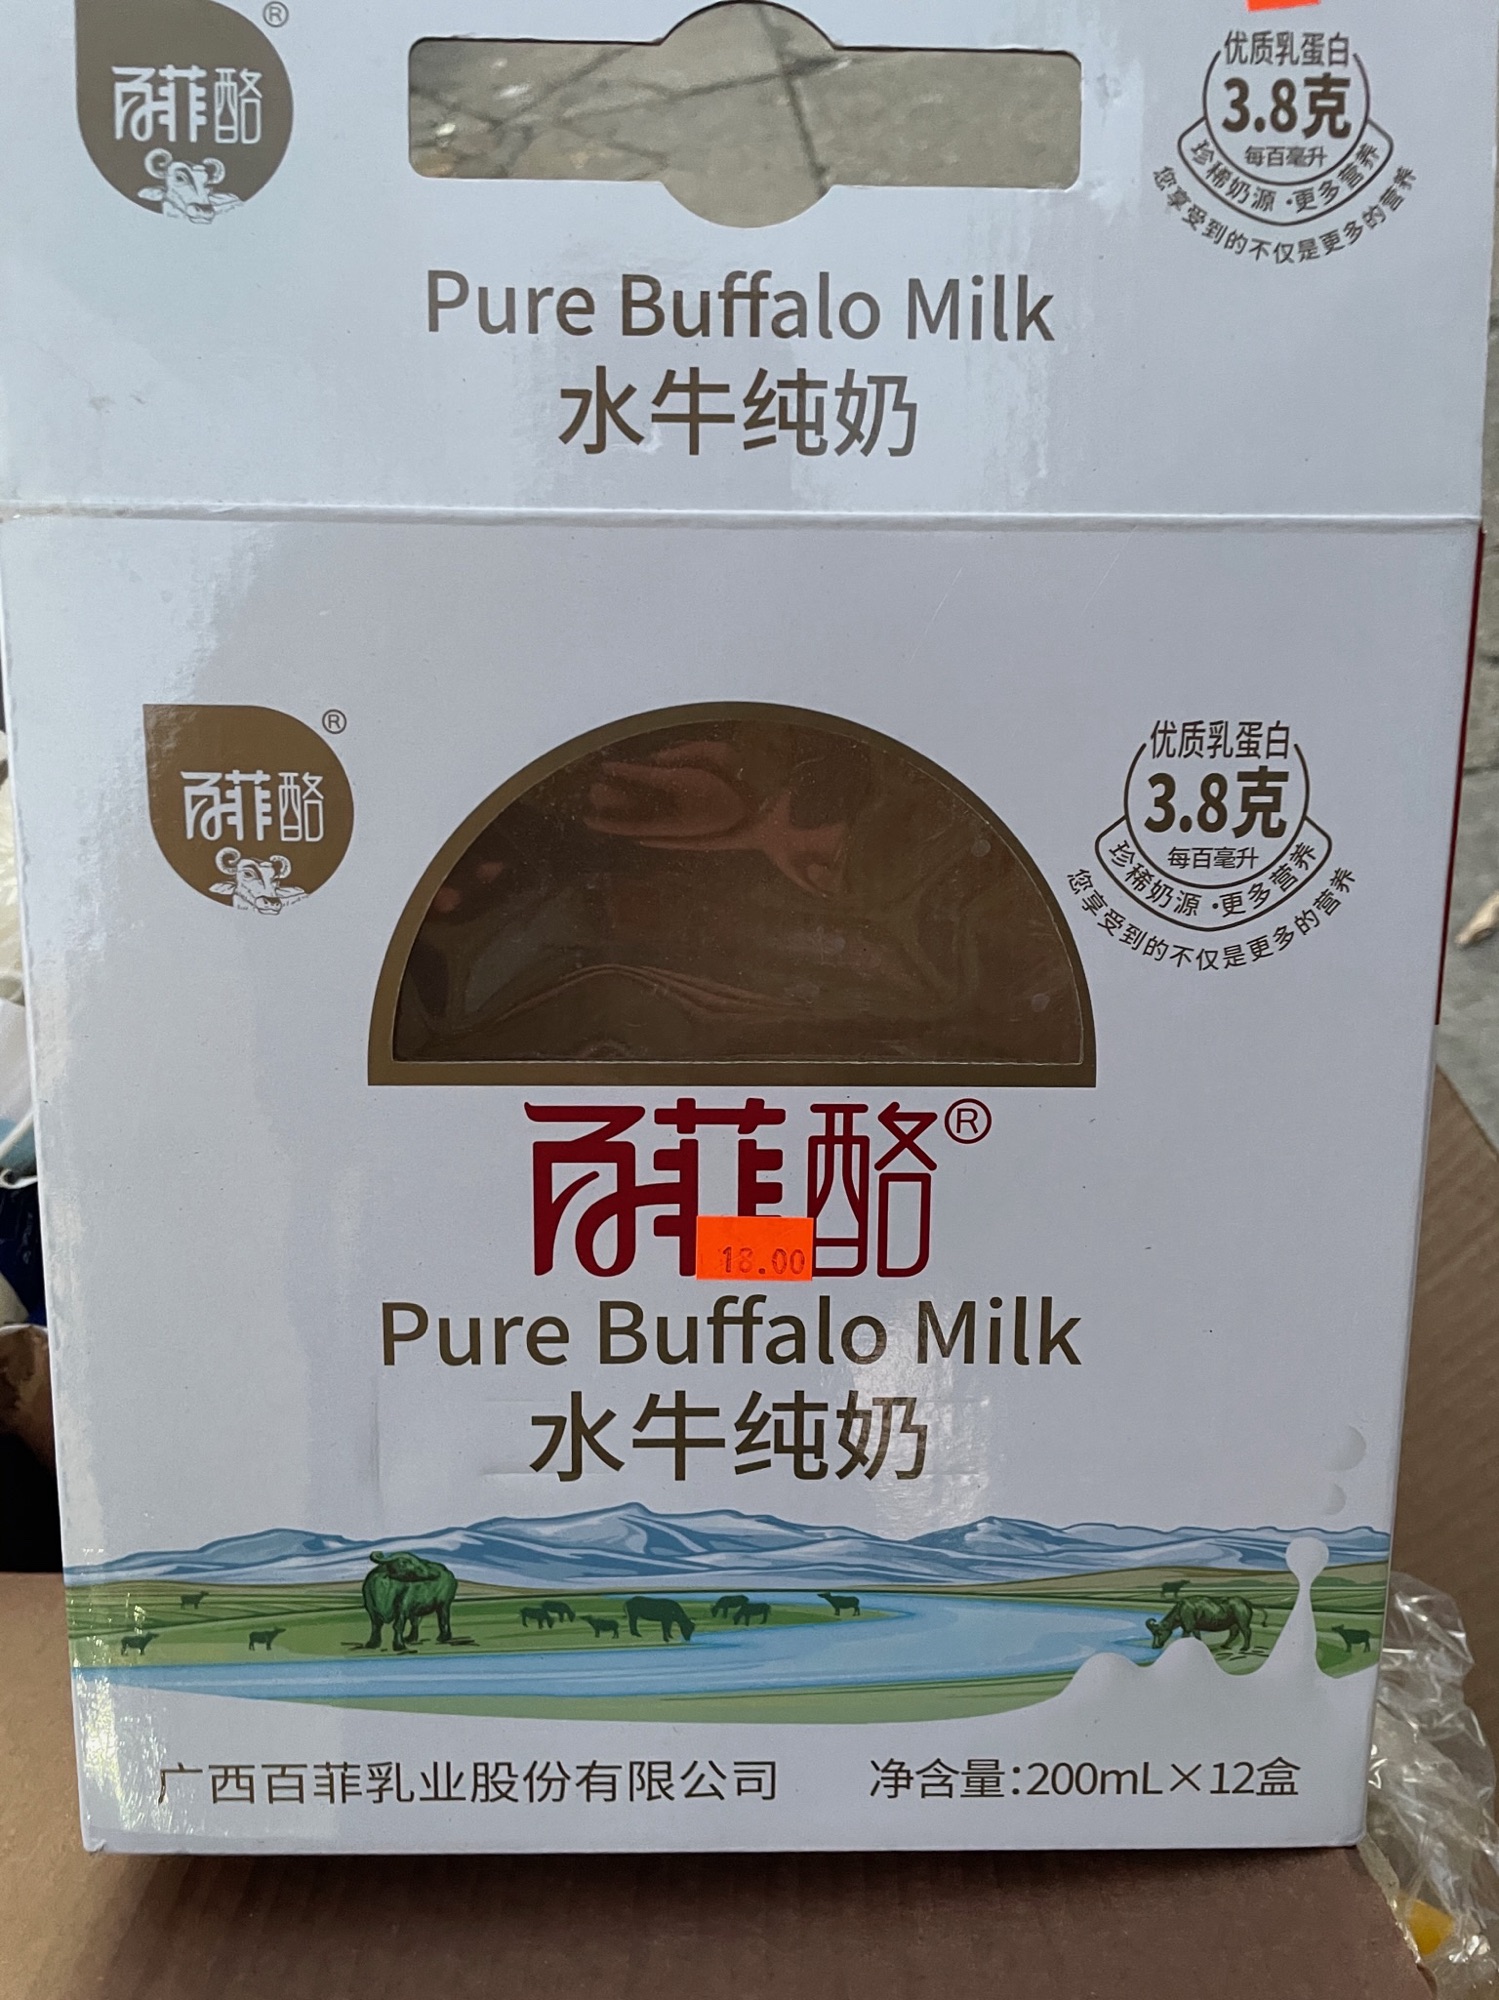 百菲酪®
优质乳蛋白
3.8克
每百毫升
珍稀奶源·更多营养
您享受到的不仅是更多的营养
Pure Buffalo Milk
水牛纯奶
百菲酪®
优质乳蛋白
3.8克
每百毫升
珍稀奶源·更多营养
您享受到的不仅是更多的营养
百菲酪®
18.00
Pure Buffalo Milk
水牛纯奶
广西百菲乳业股份有限公司
净含量:200mL×12盒